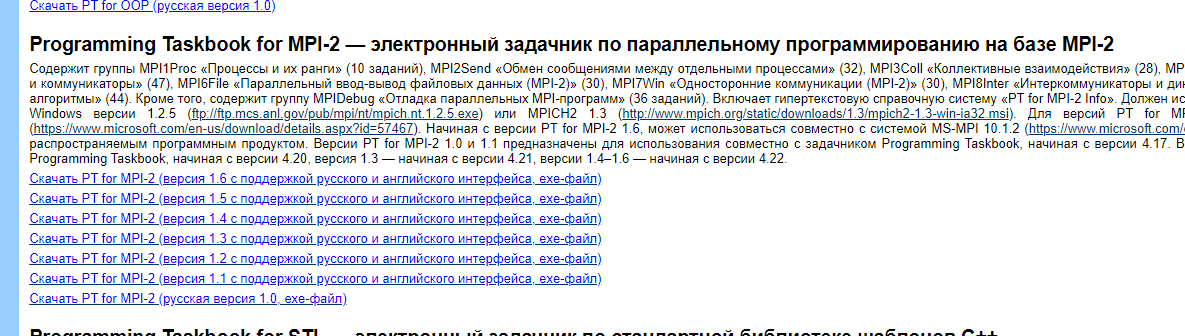 Скачать PT for OOP (русская версия 1.0)
Programming Taskbook for MPI-2 — электронный задачник по параллельному программированию на базе MPI-2
Содержит группы MPI1Proc «Процессы и их ранги» (10 заданий), MPI2Send «Обмен сообщениями между отдельными процессами» (32), MPI3Coll «Коллективные взаимодействия» (28), MP
и коммуникаторы» (47), MPI6File «Параллельный ввод-вывод файловых данных (MPI-2)» (30), MPI7Win «Односторонние коммуникации (MPI-2)» (30), MPI8Inter «Интеркоммуникаторы и ди
алгоритмы» (44). Кроме того, содержит группу MPIDebug «Отладка параллельных MPI-программ» (36 заданий). Включает гипертекстовую справочную систему «PT for MPI-2 Info». Должен ис
Windows версии 1.2.5 (ftp://ftp.mcs.anl.gov/pub/mpi/nt/mpich.nt.1.2.5.exe) или MPICH2 1.3 (http://www.mpich.org/static/downloads/1.3/mpich2-1.3-win-ia32.msi). Для версий PT for MP
(https://www.microsoft.com/en-us/download/details.aspx?id=57467). Начиная с версии PT for MPI-2 1.6, может использоваться совместно с системой MS-MPI 10.1.2 (https://www.microsoft.com/
распространяемым программным продуктом. Версии PT for MPI-2 1.0 и 1.1 предназначены для использования совместно с задачником Programming Taskbook, начиная с версии 4.17. В
Programming Taskbook, начиная с версии 4.20, версия 1.3 — начиная с версии 4.21, версии 1.4–1.6 — начиная с версии 4.22.
Скачать PT for MPI-2 (версия 1.6 с поддержкой русского и английского интерфейса, exe-файл)
Скачать PT for MPI-2 (версия 1.5 с поддержкой русского и английского интерфейса, exe-файл)
Скачать PT for MPI-2 (версия 1.4 с поддержкой русского и английского интерфейса, exe-файл)
Скачать PT for MPI-2 (версия 1.3 с поддержкой русского и английского интерфейса, exe-файл)
Скачать PT for MPI-2 (версия 1.2 с поддержкой русского и английского интерфейса, exe-файл)
Скачать PT for MPI-2 (версия 1.1 с поддержкой русского и английского интерфейса, exe-файл)
Скачать PT for MPI-2 (русская версия 1.0, exe-файл)
Programming Taskbook for STL — электронный задачник по стандартной библиотеке шаблонов C++